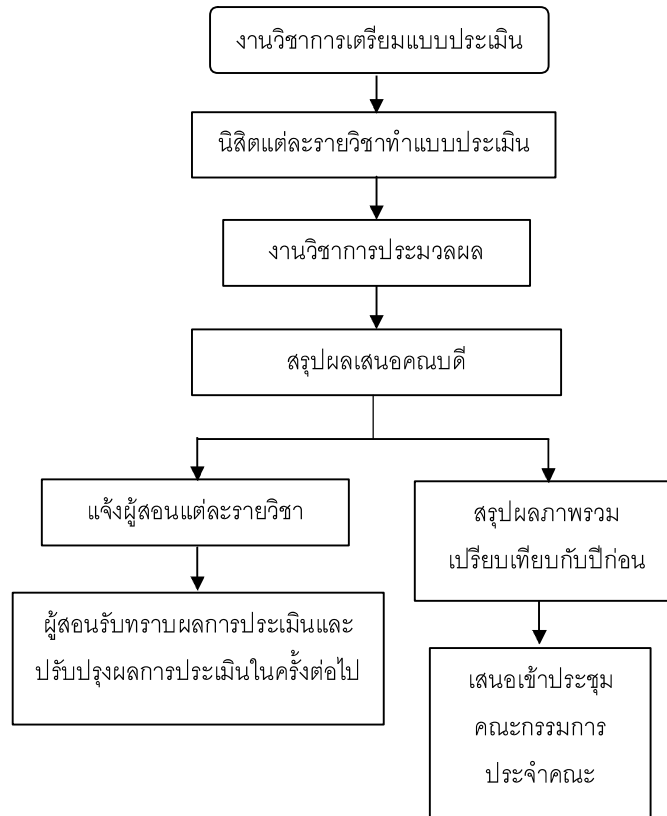 งานวิชาการเตรียมแบบประเมิน
นิสิตแต่ละรายวิชาทำแบบประเมิน
งานวิชาการประมวลผล
สรุปผลเสนอคณบดี
แจ้งผู้สอนแต่ละรายวิชา
ผู้สอนรับทราบผลการประเมินและ
ปรับปรุงผลการประเมินในครั้งต่อไป
สรุปผลภาพรวม
เปรียบเทียบกับปีก่อน
เสนอเข้าประชุม
คณะกรรมการ
ประจำคณะ